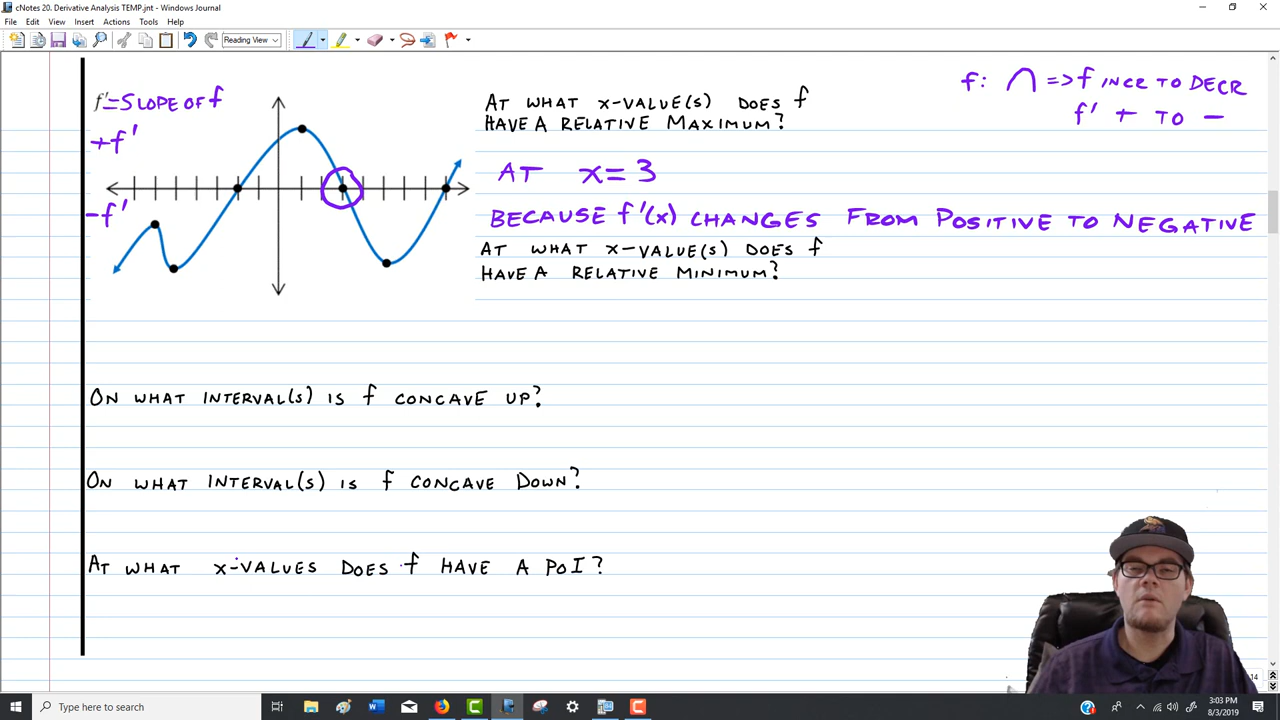 cNotes 20. Derivative Analysis TEMP.jnt - Windows Journal
File Edit View Insert Actions Tools Help
Reading View
f'=SLOPE OF f
+f'
-f'
AT WHAT x-VALUE(S) DOES f
HAVE A RELATIVE MAXIMUM?
f: => f INCR TO DECR
f' + TO -
AT x=3
BECAUSE f'(x) CHANGES FROM POSITIVE TO NEGATIVE
AT WHAT x-VALUE(S) DOES f
HAVE A RELATIVE MINIMUM?
ON WHAT INTERVAL(S) IS f CONCAVE UP?
ON WHAT INTERVAL(S) IS f CONCAVE DOWN?
AT WHAT x-VALUES DOES f HAVE A POI?
14
Type here to search
3:03 PM
8/3/2019